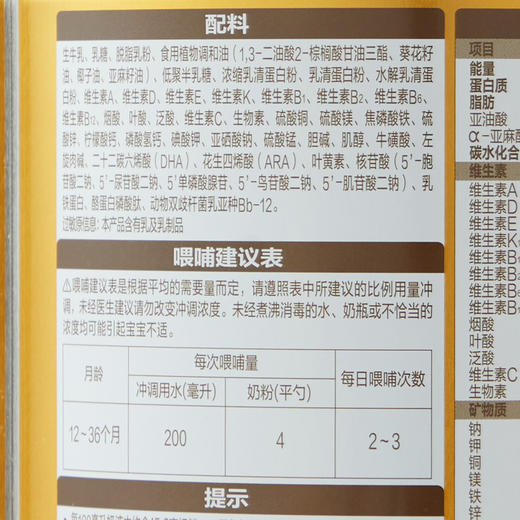 配料
生牛乳、乳糖、脱脂乳粉、食用植物调和油(1,3-二油酸2-棕榈酸甘油三酯、葵花籽
油、椰子油、亚麻籽油)、低聚半乳糖、浓缩乳清蛋白粉、乳清蛋白粉、水解乳清蛋
白粉、维生素A、维生素D、维生素E、维生素K、维生素B1、维生素B2、维生素B6、
维生素B12、烟酸、叶酸、泛酸、维生素C、生物素、硫酸铜、硫酸镁、焦磷酸铁、硫
酸锌、柠檬酸钙、磷酸氢钙、碘酸钾、亚硒酸钠、硫酸锰、胆碱、肌醇、牛磺酸、左
旋肉碱、二十二碳六烯酸(DHA)、花生四烯酸(ARA)、叶黄素、核苷酸(5'-胞
苷酸二钠、5'-尿苷酸二钠、5'单磷酸腺苷、5'-鸟苷酸二钠、5'-肌苷酸二钠)、乳
铁蛋白、酪蛋白磷酸肽、动物双歧杆菌乳亚种Bb-12。
过敏原信息:本产品含有乳及乳制品
喂哺建议表
⚠喂哺建议表是根据平均的需要量而定,请遵照表中所建议的比例用量冲
调,未经医生建议请勿改变冲调浓度。未经煮沸消毒的水、奶瓶或不恰当的
浓度均可能引起宝宝不适。
月龄
每次喂哺量
每日喂哺次数
冲调用水(毫升)
奶粉(平勺)
12~36个月
200
4
2~3
提示
项目
能量
蛋白质
脂肪
亚油酸
α-亚麻
碳水化合
维生素
维生素A
维生素D
维生素E
维生素K
维生素B
维生素B
维生素B
维生素B
烟酸
叶酸
泛酸
维生素C
生物素
矿物质
钠
钾
铜
镁
铁
锌